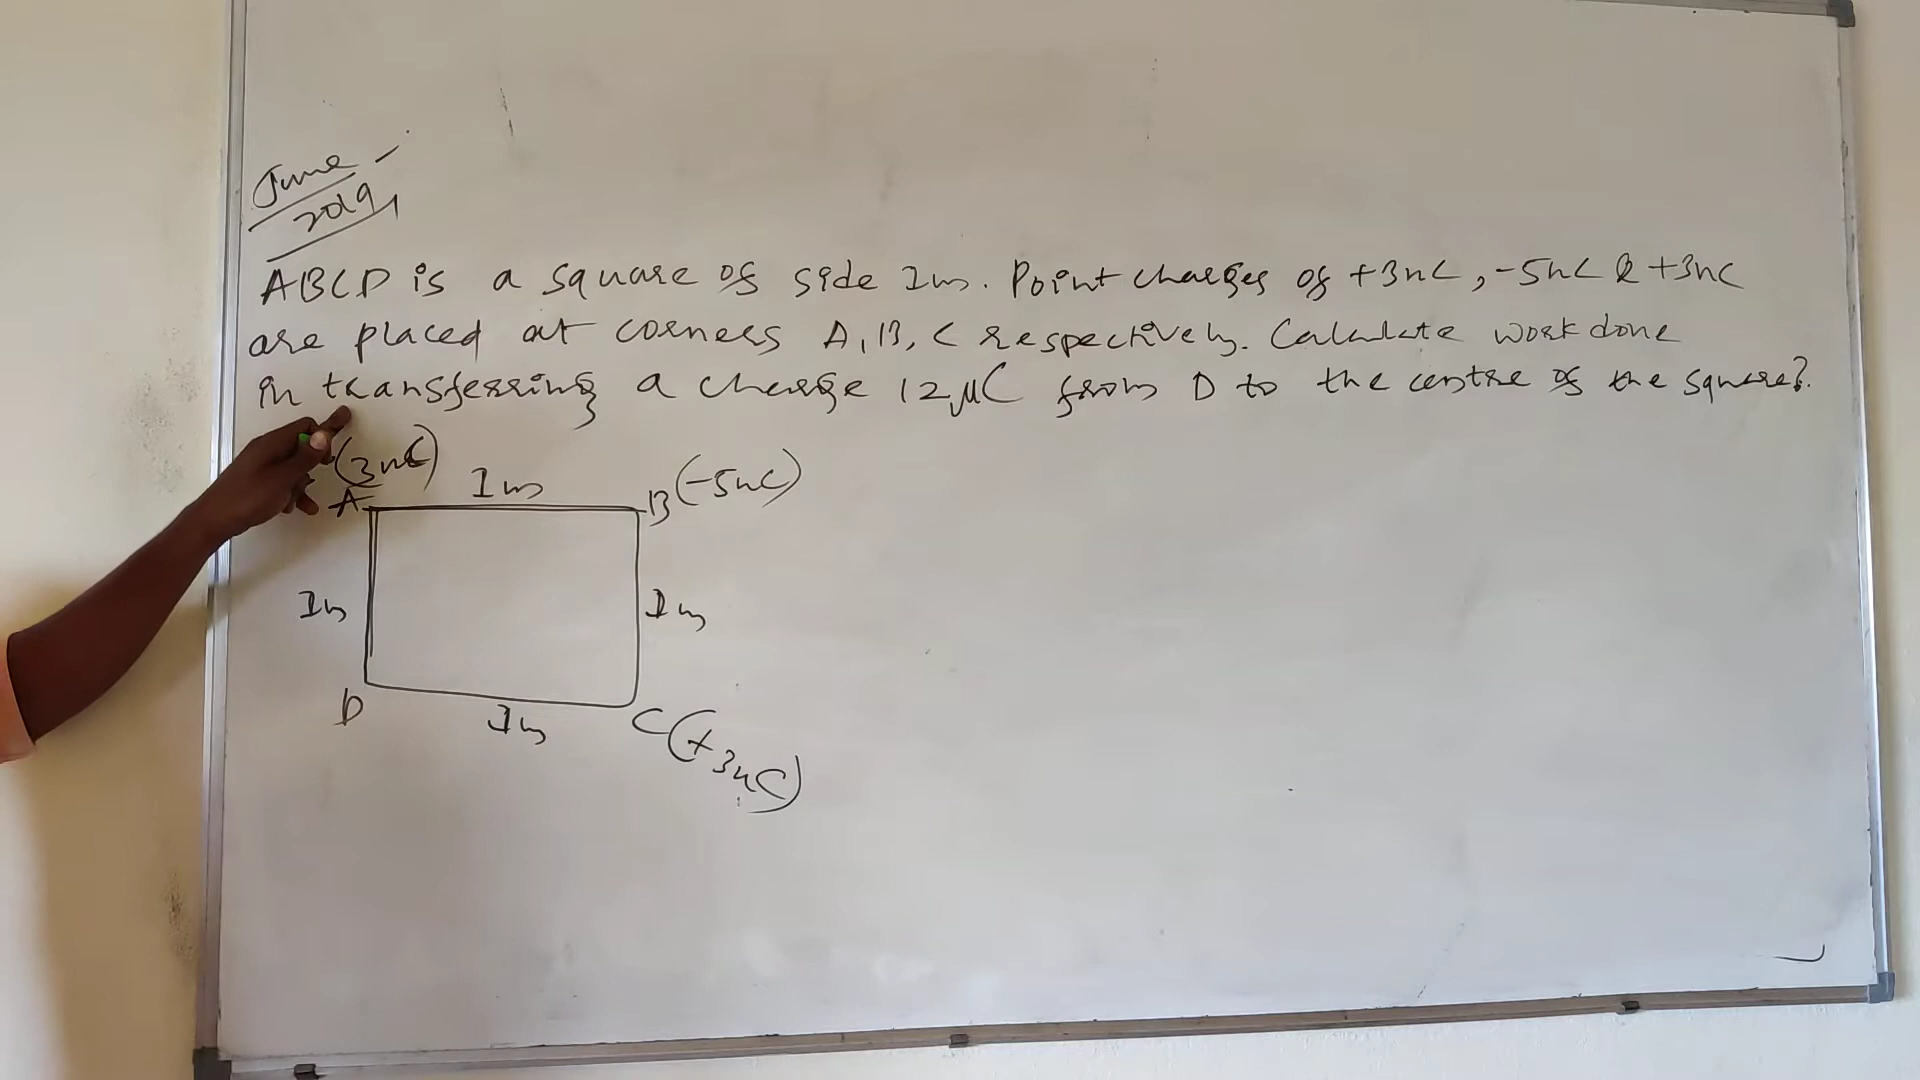 June -
2019
ABCD is a square of side 1m. Point charges of +3nC, -5nC & +3nC
are placed at corners A, B, C respectively. Calculate work done
in transferring a charge 12 μC from D to the centre of the square?
(3nC)
A
1m
B (-5nC)
1m
1m
D
1m
C (+3nC)